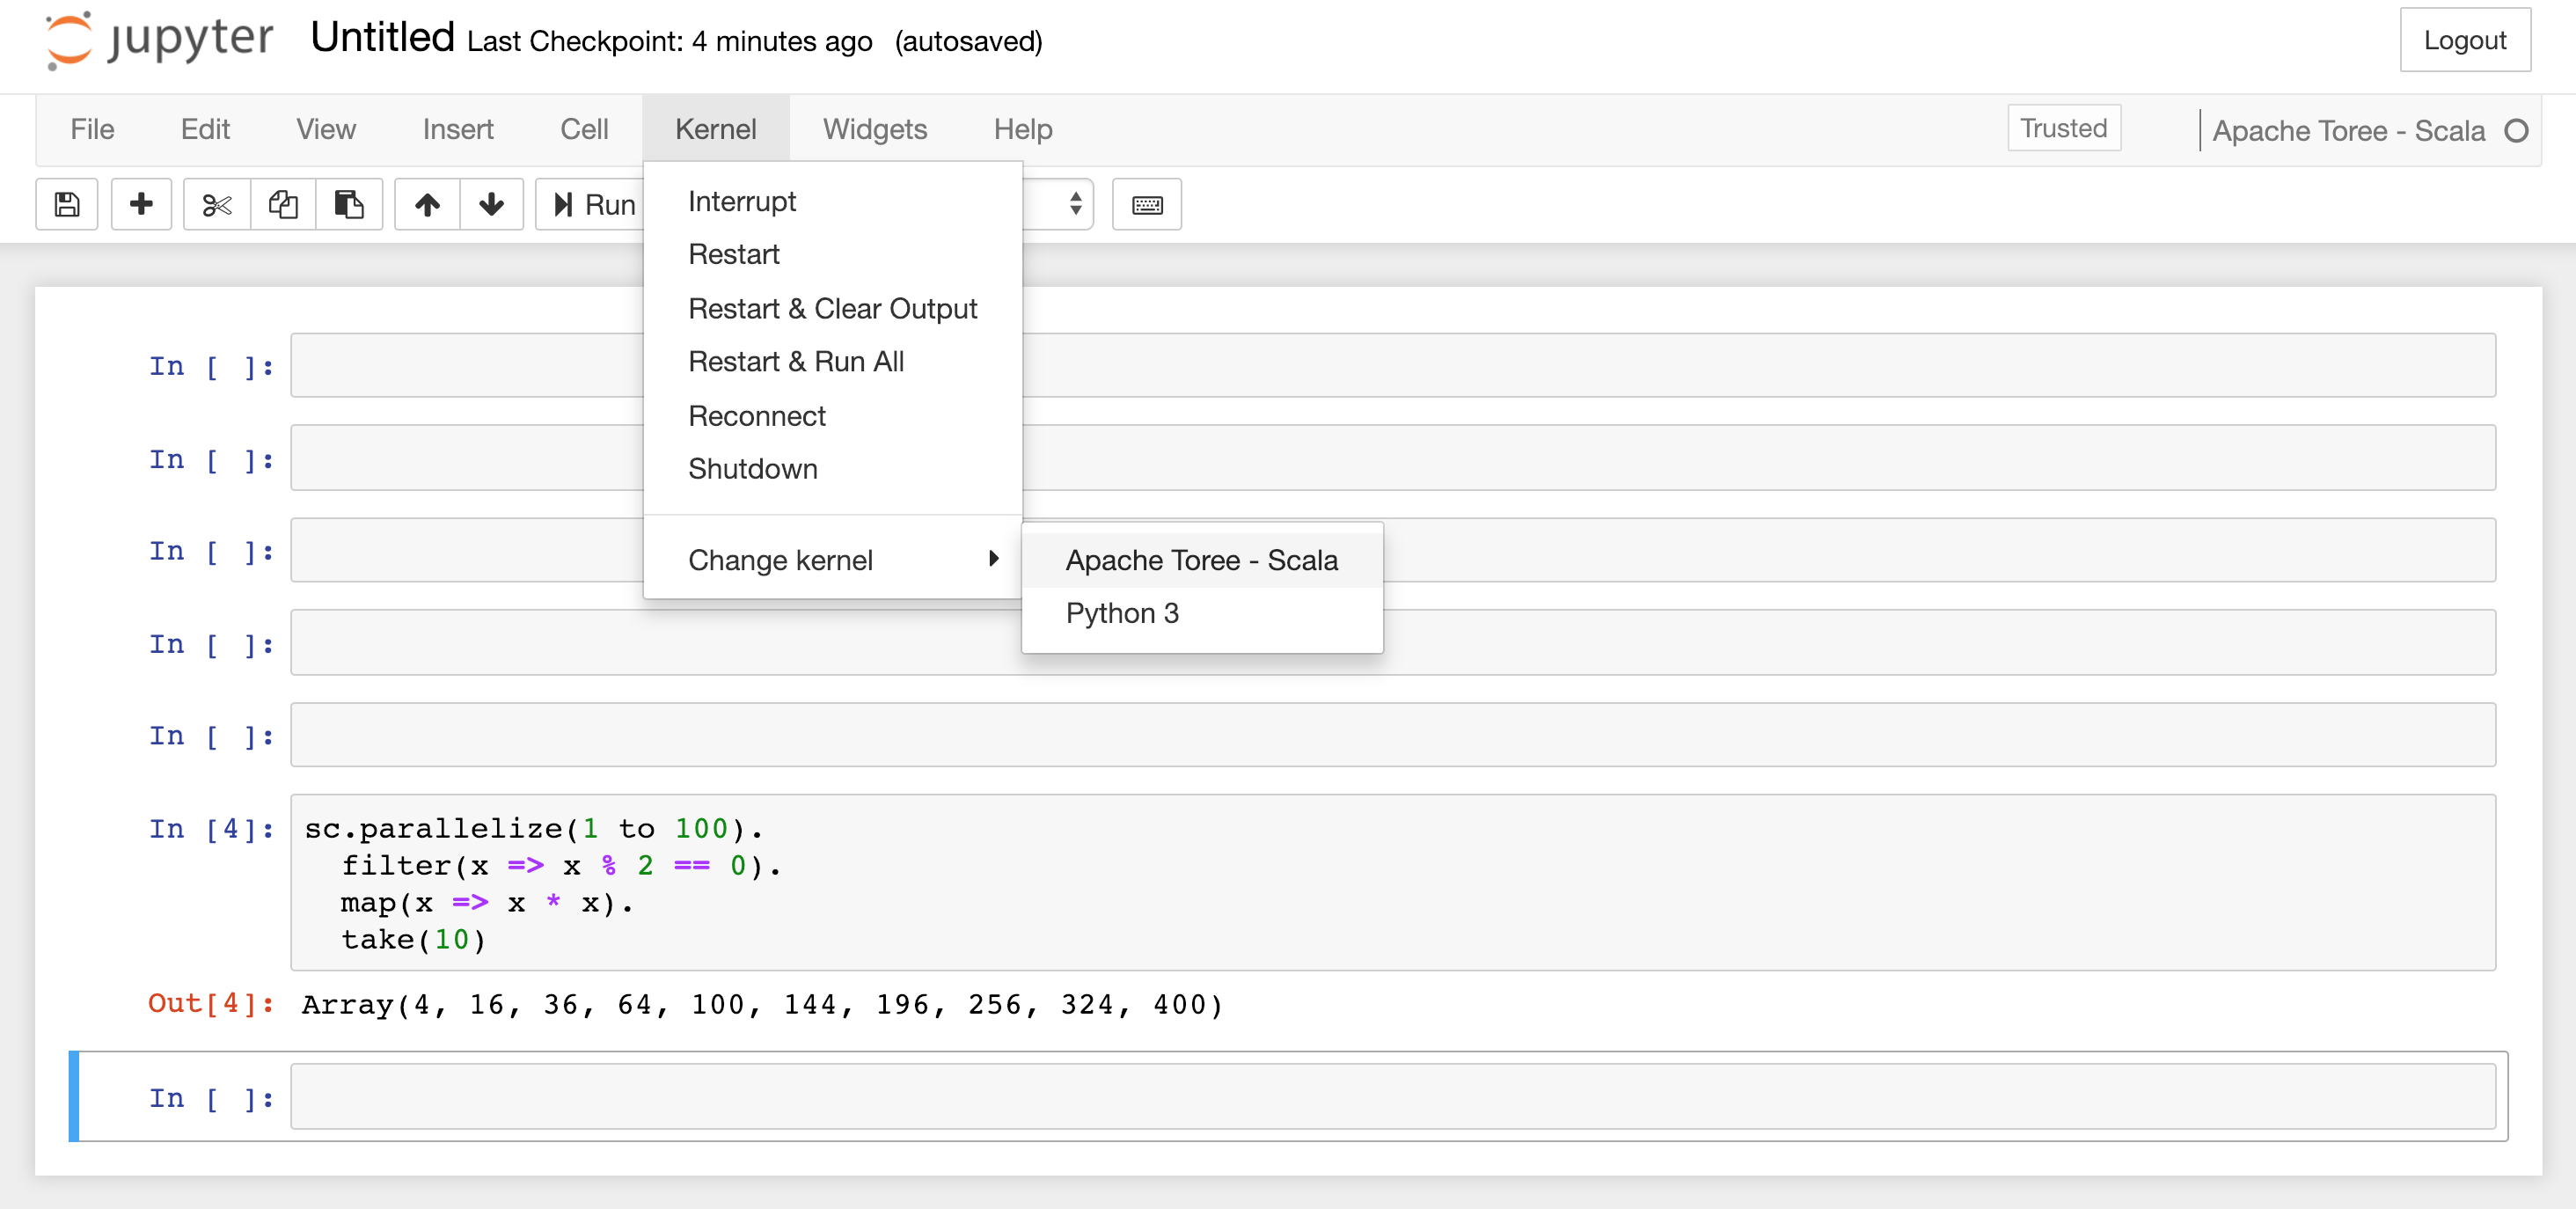 jupyter Untitled Last Checkpoint: 4 minutes ago (autosaved) Logout
File Edit View Insert Cell Kernel Widgets Help Trusted Apache Toree - Scala
Run
Interrupt
Restart
Restart & Clear Output
Restart & Run All
Reconnect
Shutdown
Change kernel
Apache Toree - Scala
Python 3
In [ ]:
In [ ]:
In [ ]:
In [ ]:
In [ ]:
In [4]: sc.parallelize(1 to 100).
filter(x => x % 2 == 0).
map(x => x * x).
take(10)
Out[4]: Array(4, 16, 36, 64, 100, 144, 196, 256, 324, 400)
In [ ]: